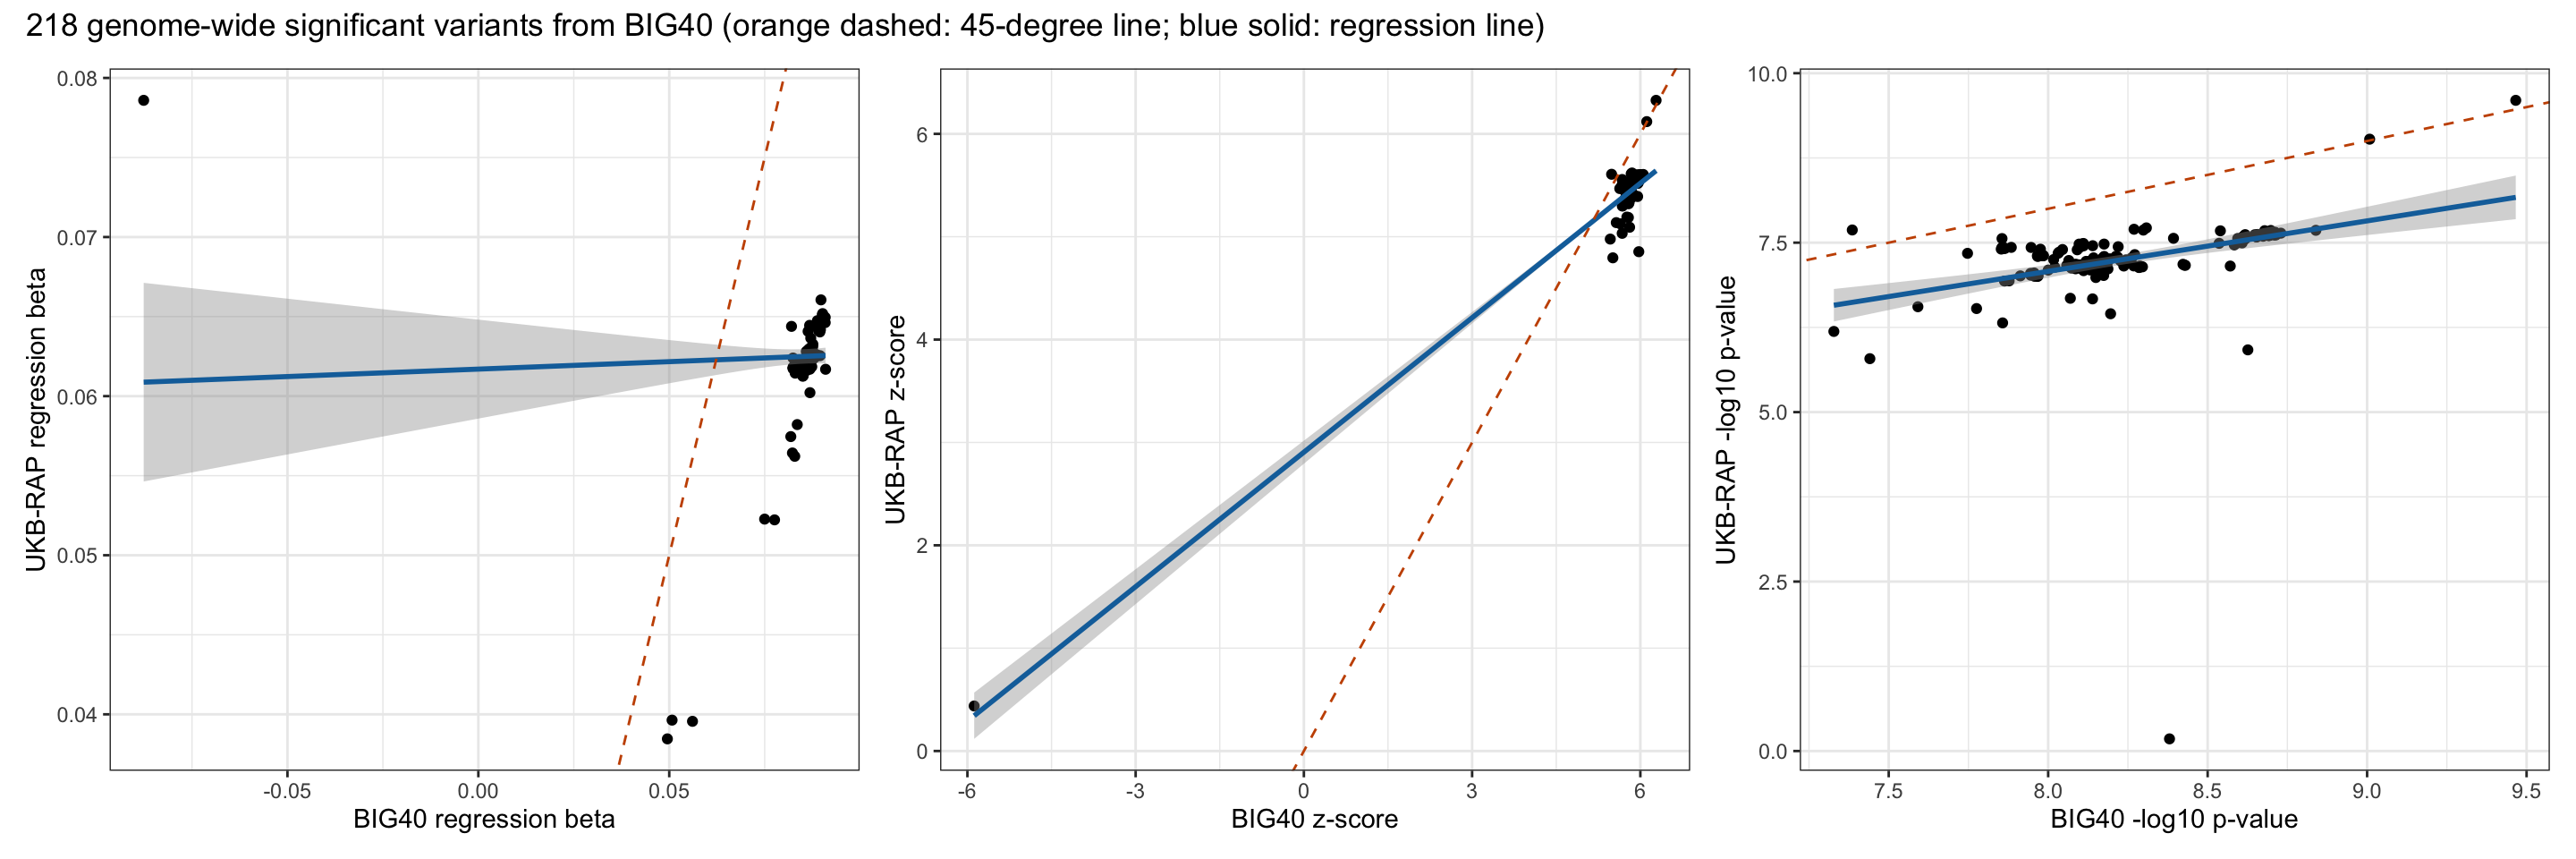 218 genome-wide significant variants from BIG40 (orange dashed: 45-degree line; blue solid: regression line)
UKB-RAP regression beta
0.08
0.07
0.06
0.05
0.04
-0.05 0.00 0.05
BIG40 regression beta
UKB-RAP z-score
6
4
2
0
-6 -3 0 3 6
BIG40 z-score
UKB-RAP -log10 p-value
10.0
7.5
5.0
2.5
0.0
7.5 8.0 8.5 9.0 9.5
BIG40 -log10 p-value